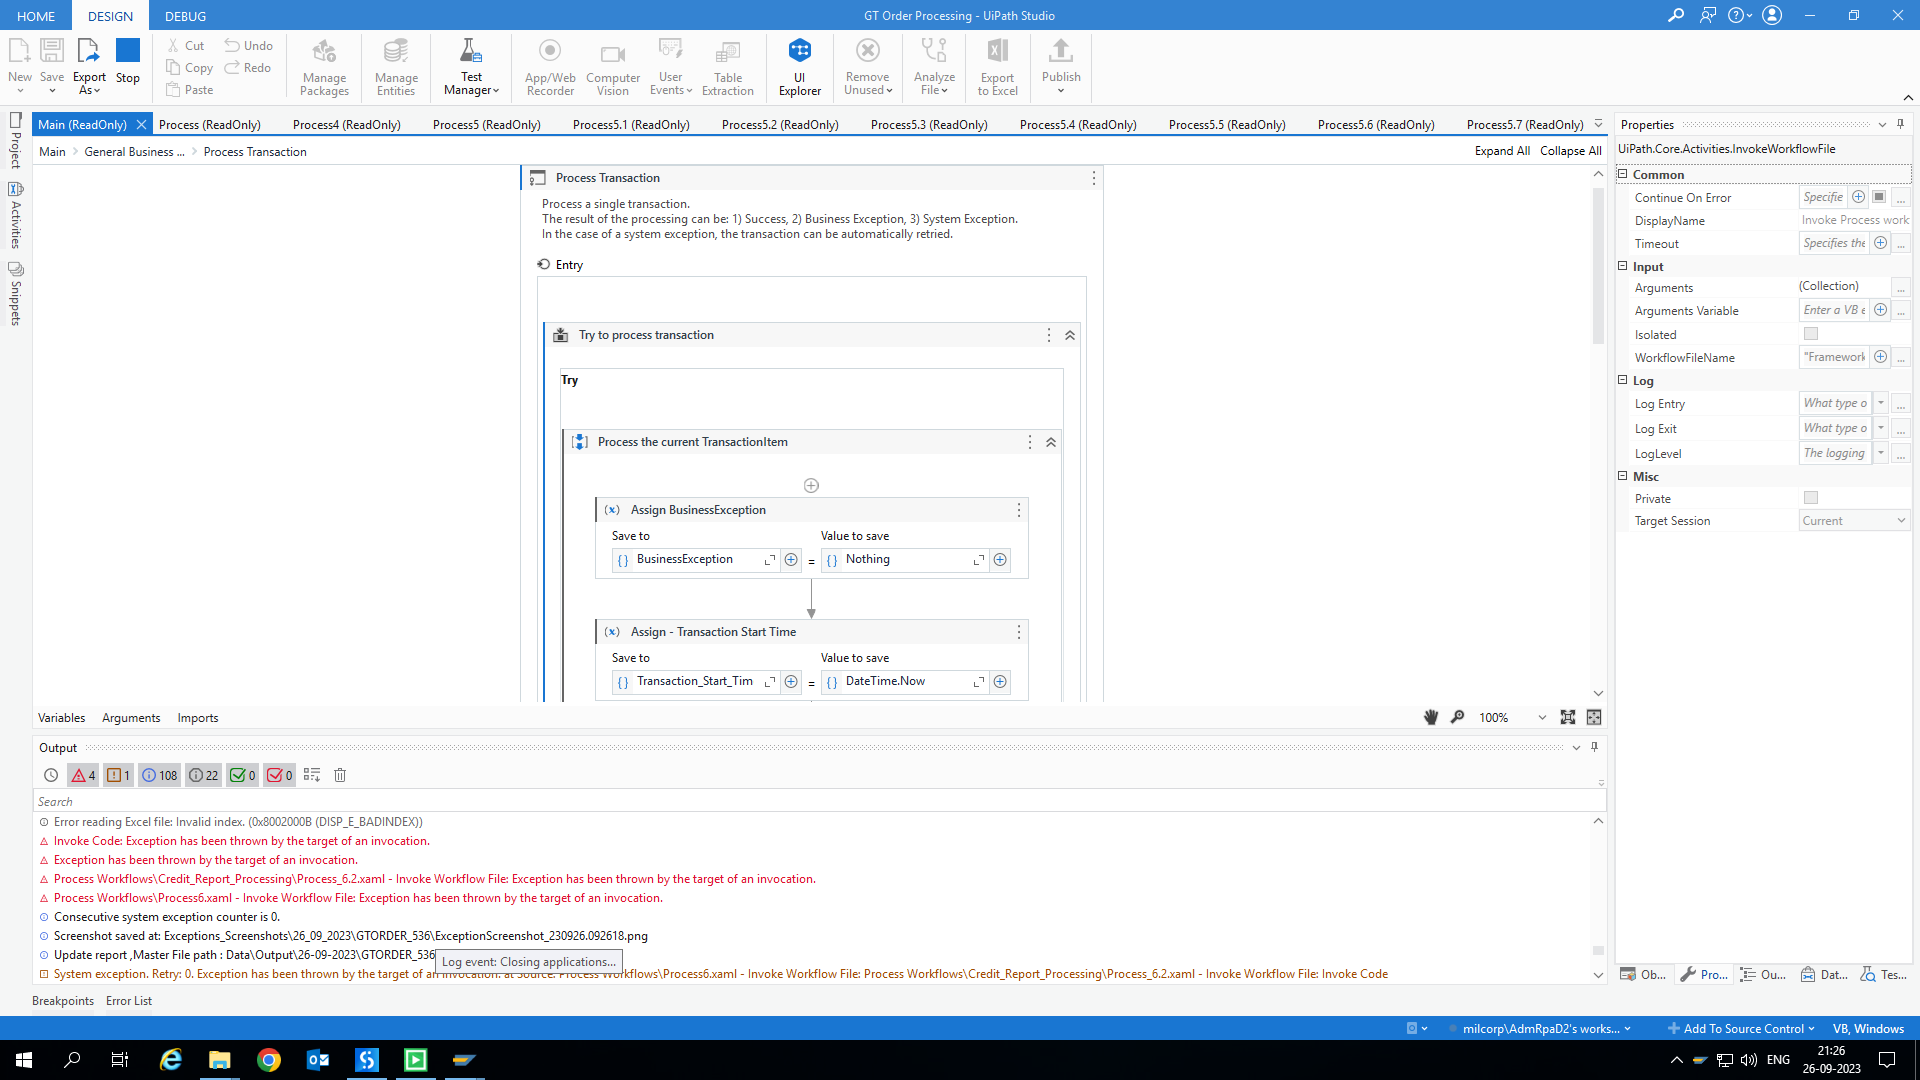 HOME DESIGN DEBUG GT Order Processing - UiPath Studio
New Save Export As Stop Cut Copy Paste Undo Redo Manage Packages Manage Entities Test Manager App/Web Recorder Computer Vision User Events Table Extraction UI Explorer Remove Unused Analyze File Export to Excel Publish
Project
Activities
Snippets
Main (ReadOnly) Process (ReadOnly) Process4 (ReadOnly) Process5 (ReadOnly) Process5.1 (ReadOnly) Process5.2 (ReadOnly) Process5.3 (ReadOnly) Process5.4 (ReadOnly) Process5.5 (ReadOnly) Process5.6 (ReadOnly) Process5.7 (ReadOnly)
Main General Business ... Process Transaction Expand All Collapse All
Process Transaction
Process a single transaction.
The result of the processing can be: 1) Success, 2) Business Exception, 3) System Exception.
In the case of a system exception, the transaction can be automatically retried.
Entry
Try to process transaction
Try
Process the current TransactionItem
(x) Assign BusinessException
Save to Value to save
{} BusinessException = {} Nothing
(x) Assign - Transaction Start Time
Save to Value to save
{} Transaction_Start_Tim = {} DateTime.Now
Variables Arguments Imports 100%
Output
4 1 108 22 0 0
Search
Error reading Excel file: Invalid index. (0x8002000B (DISP_E_BADINDEX))
Invoke Code: Exception has been thrown by the target of an invocation.
Exception has been thrown by the target of an invocation.
Process Workflows\Credit_Report_Processing\Process_6.2.xaml - Invoke Workflow File: Exception has been thrown by the target of an invocation.
Process Workflows\Process6.xaml - Invoke Workflow File: Exception has been thrown by the target of an invocation.
Consecutive system exception counter is 0.
Screenshot saved at: Exceptions_Screenshots\26_09_2023\GTORDER_536\ExceptionScreenshot_230926.092618.png
Update report ,Master File path : Data\Output\26-09-2023\GTORDER_536
Log event: Closing applications...
System exception. Retry: 0. Exception has been thrown by the target of an invocation. at Source: Process Workflows\Process6.xaml - Invoke Workflow File: Process Workflows\Credit_Report_Processing\Process_6.2.xaml - Invoke Workflow File: Invoke Code
Breakpoints Error List
Properties
UiPath.Core.Activities.InvokeWorkflowFile
Common
Continue On Error Specifie ...
DisplayName Invoke Process work
Timeout Specifies the ...
Input
Arguments (Collection) ...
Arguments Variable Enter a VB e ...
Isolated
WorkflowFileName "Framework ...
Log
Log Entry What type o ...
Log Exit What type o ...
LogLevel The logging ...
Misc
Private
Target Session Current
Ob... Pro... Ou... Dat... Tes...
milcorp\AdmRpaD2's works... Add To Source Control VB, Windows
ENG 21:26
26-09-2023